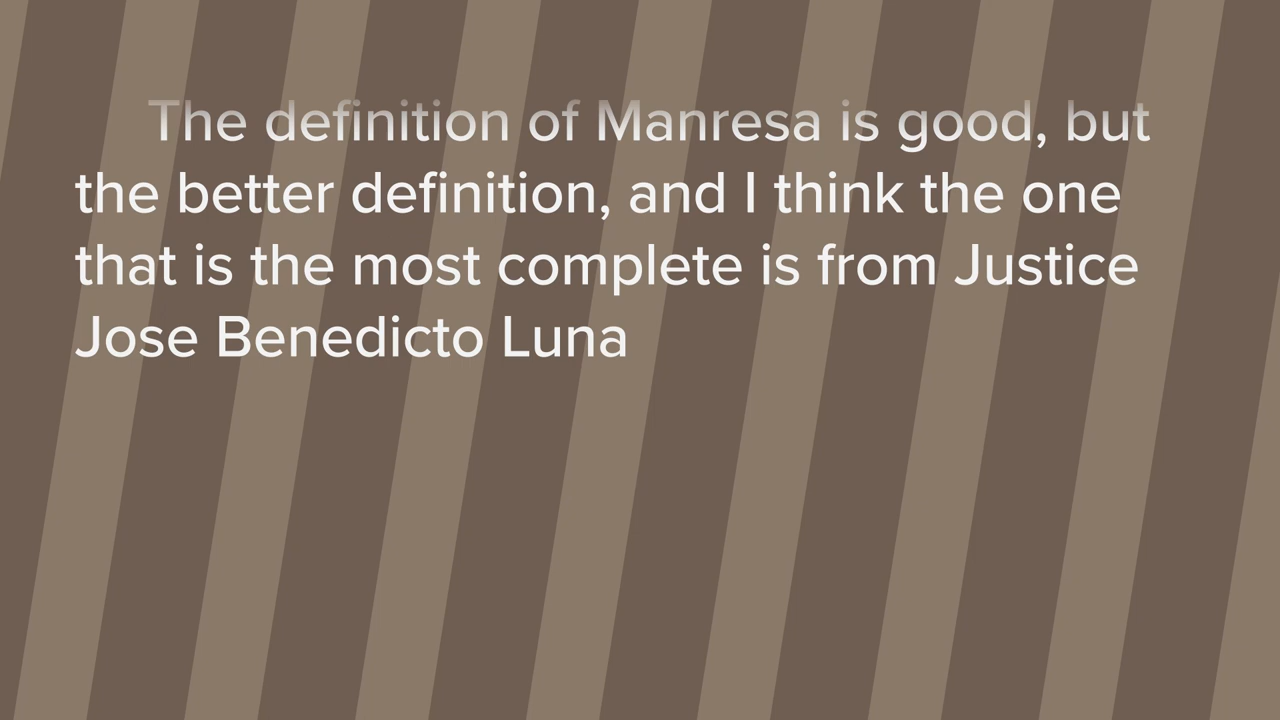 The definition of Manresa is good, but
the better definition, and I think the one
that is the most complete is from Justice
Jose Benedicto Luna